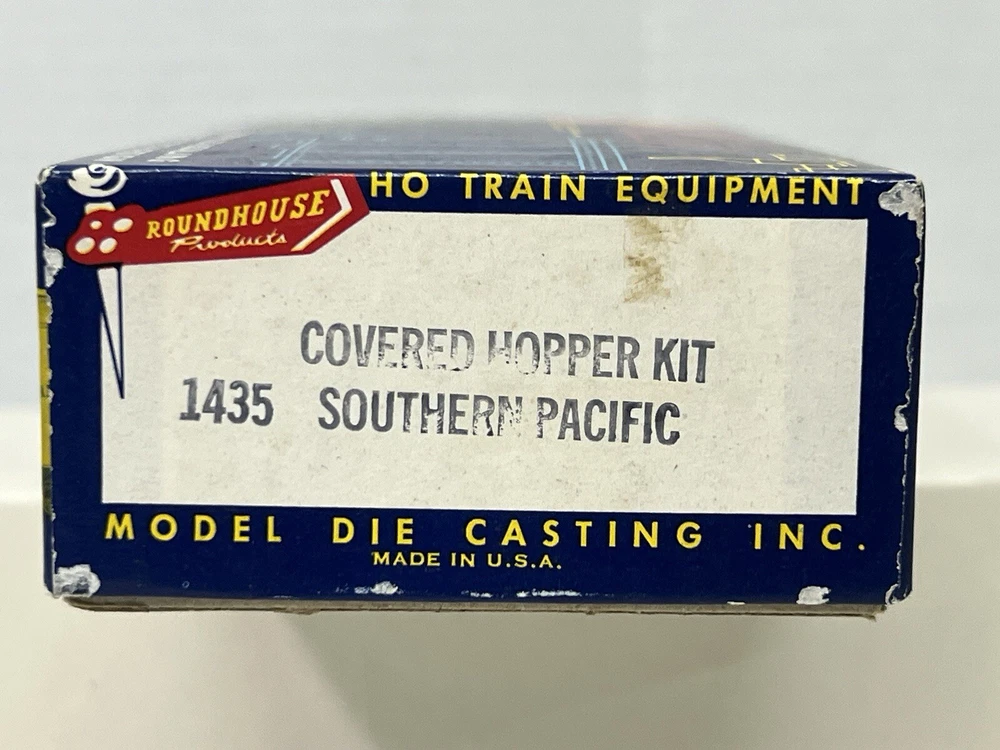 HO TRAIN EQUIPMENT
ROUNDHOUSE
Products
COVERED HOPPER KIT
1435 SOUTHERN PACIFIC
MODEL DIE CASTING INC.
MADE IN U.S.A.